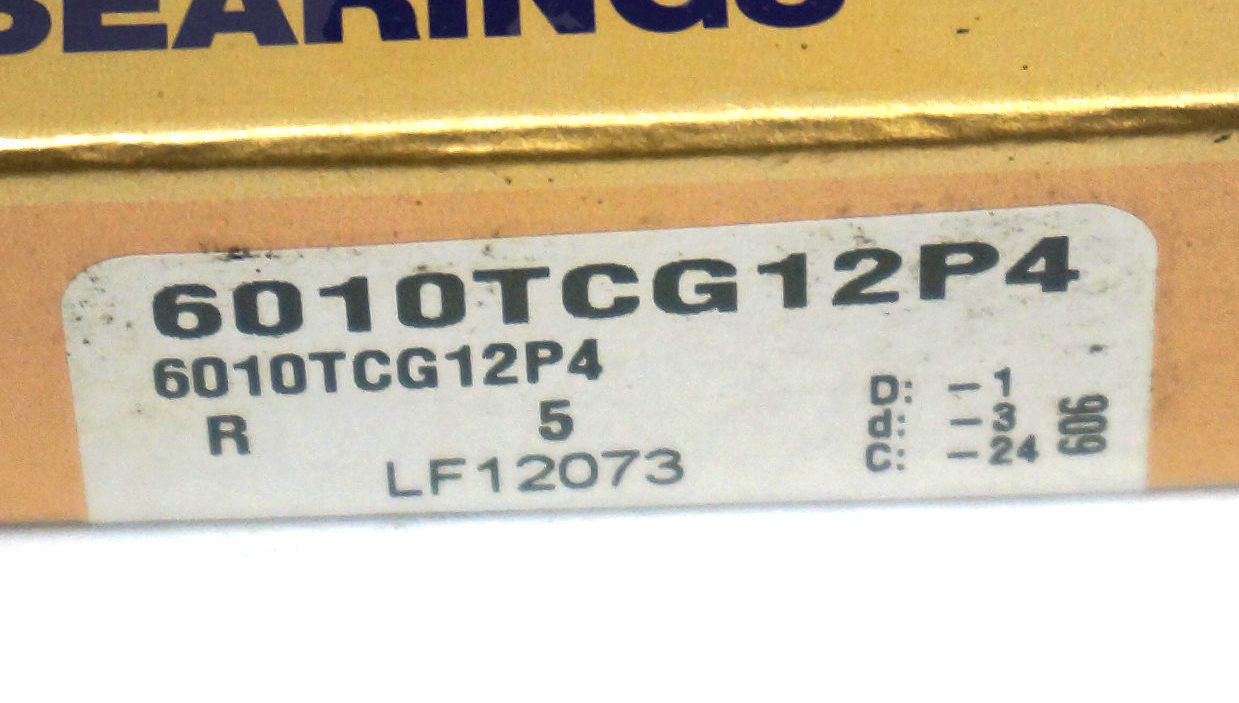 BEARINGS
6010TCG12P4
6010TCG12P4
R 5
LF12073
D: -1
d: -3
C: -24
606